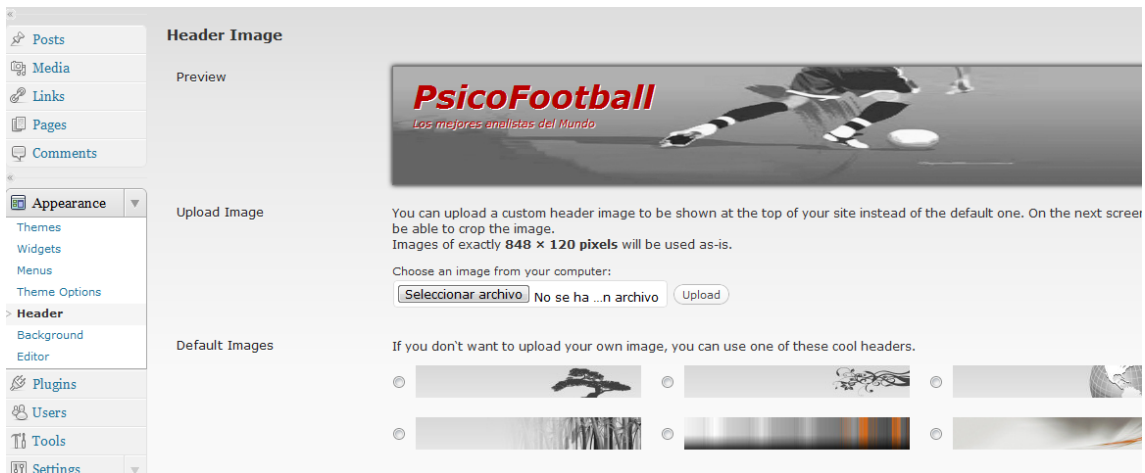 Posts
Media
Links
Pages
Comments
Appearance
Themes
Widgets
Menus
Theme Options
Header
Background
Editor
Plugins
Users
Tools
Settings
Header Image
Preview
PsicoFootball
Los mejores analistas del Mundo
Upload Image
You can upload a custom header image to be shown at the top of your site instead of the default one. On the next screen
be able to crop the image.
Images of exactly 848 × 120 pixels will be used as-is.
Choose an image from your computer:
Seleccionar archivo No se ha ...n archivo Upload
Default Images
If you don't want to upload your own image, you can use one of these cool headers.